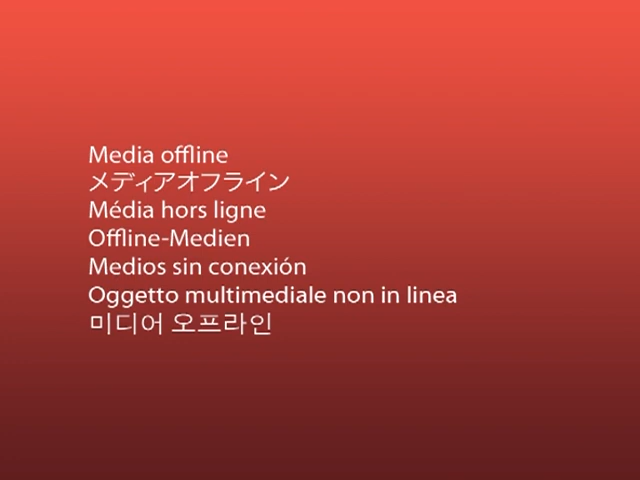 Media offline
メディアオフライン
Média hors ligne
Offline-Medien
Medios sin conexión
Oggetto multimediale non in linea
미디어 오프라인